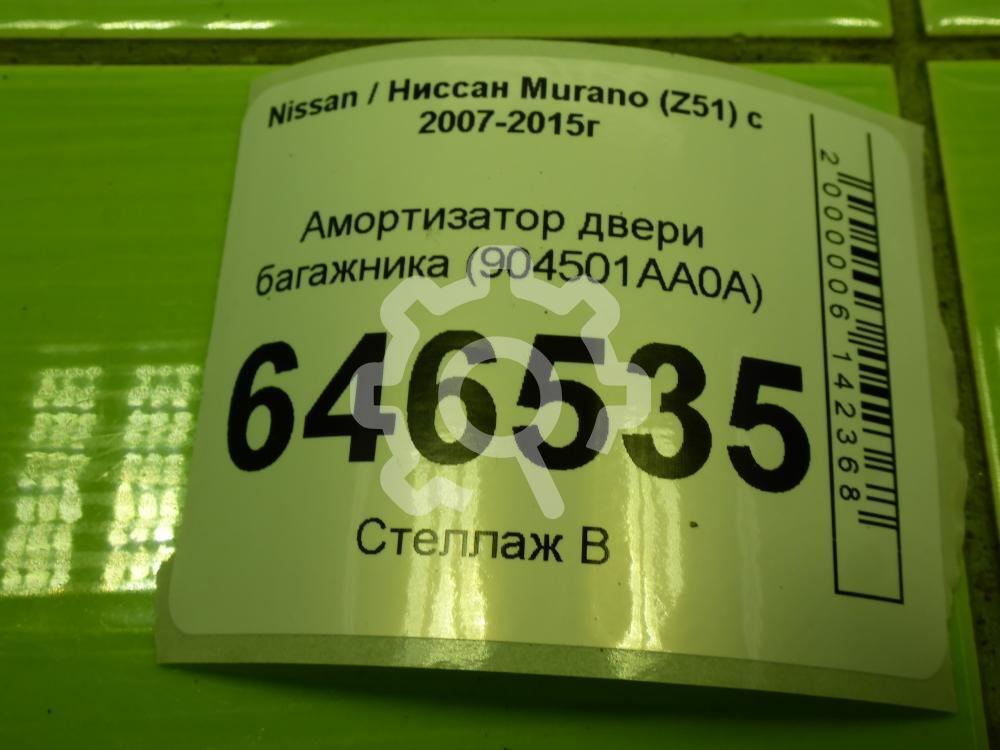 Nissan / Ниссан Murano (Z51) с
2007-2015г
Амортизатор двери
багажника (904501AA0A)
646535
Стеллаж В
2000006142368